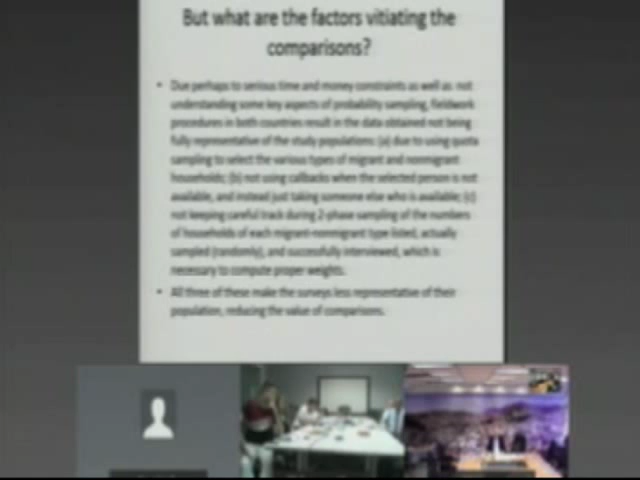 But what are the factors vitiating the
comparisons?
• Due perhaps to serious time and money constraints as well as not
understanding some key aspects of probability sampling, fieldwork
procedures in both countries result in the data obtained not being
fully representative of the study populations: (a) due to using quota
sampling to select the various types of migrant and nonmigrant
households; (b) not using callbacks when the selected person is not
available, and instead just taking someone else who is available; (c)
not keeping careful track during 2-phase sampling of the numbers
of households of each migrant-nonmigrant type listed, actually
sampled (randomly), and successfully interviewed, which is
necessary to compute proper weights.
• All three of these make the surveys less representative of their
population, reducing the value of comparisons.